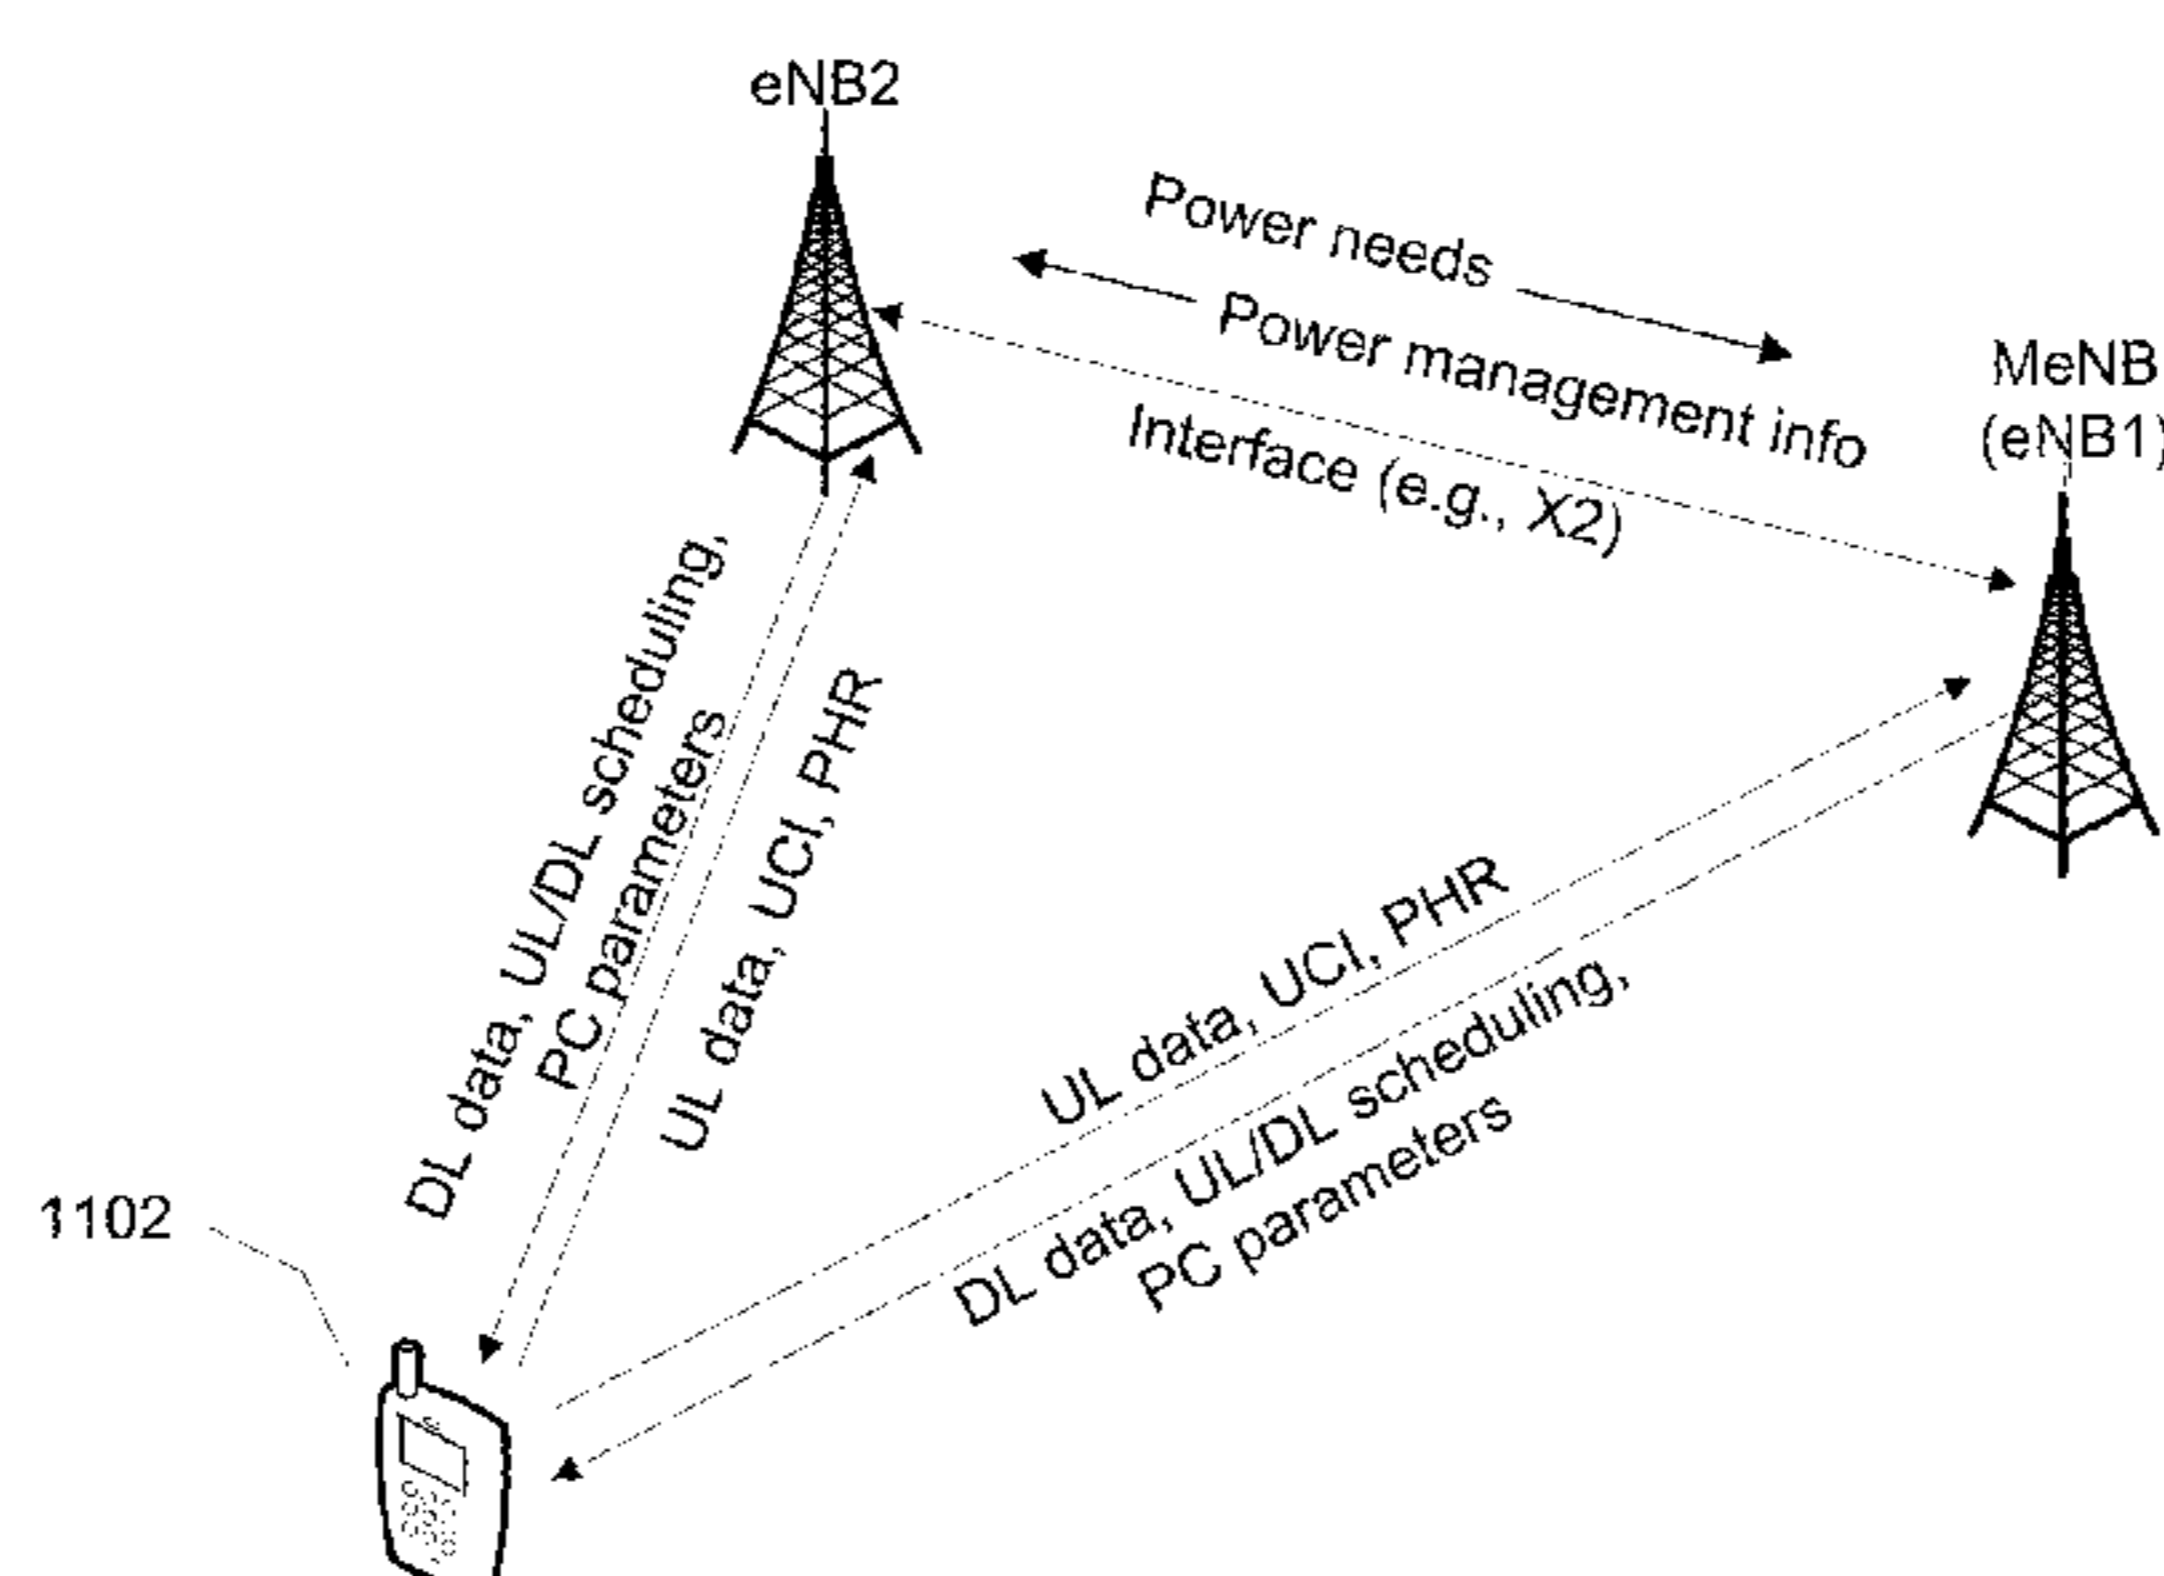 eNB2
Power needs
Power management info
Interface (e.g., X2)
MeNB
(eNB1)
DL data, UL/DL scheduling,
PC parameters
UL data, UCI, PHR
UL data, UCI, PHR
DL data, UL/DL scheduling,
PC parameters
1102